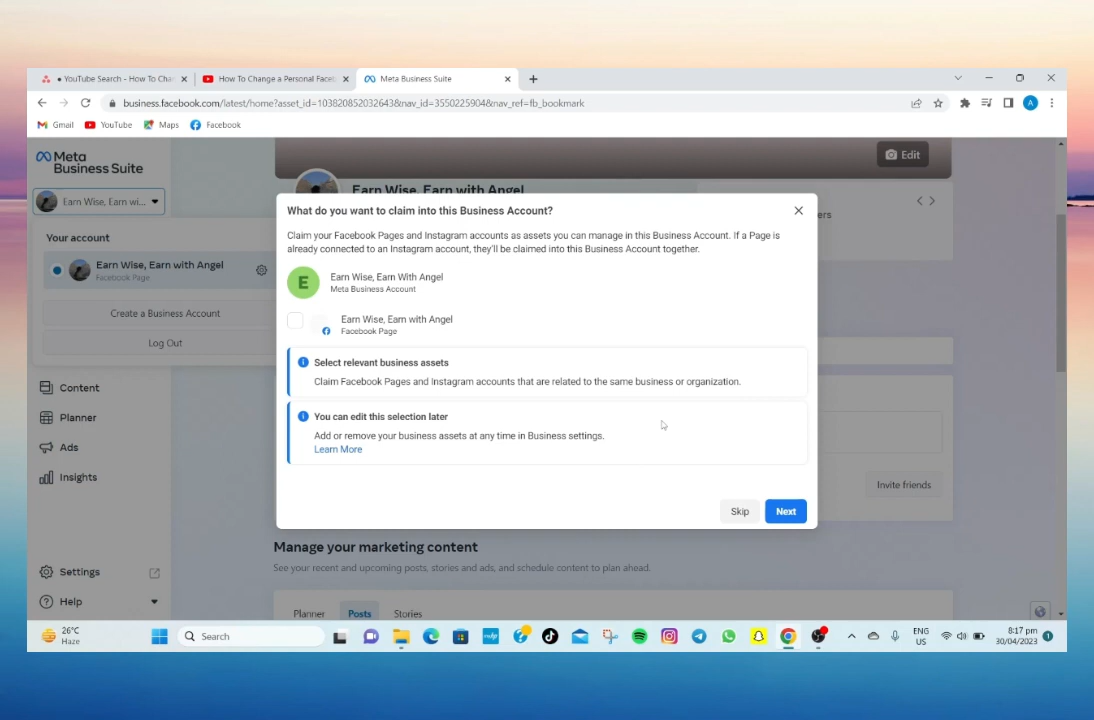 • YouTube Search - How To Cha
How To Change a Personal Faceb
Meta Business Suite
business.facebook.com/latest/home?asset_id=103820852032643&nav_id=3550225904&nav_ref=fb_bookmark
A
Gmail
YouTube
Maps
Facebook
Meta
Business Suite
Edit
Earn Wise, Earn wi...
Earn Wise, Earn with Angel
ers
Your account
Earn Wise, Earn with Angel
Facebook Page
Create a Business Account
Log Out
What do you want to claim into this Business Account?
Claim your Facebook Pages and Instagram accounts as assets you can manage in this Business Account. If a Page is
already connected to an Instagram account, they'll be claimed into this Business Account together.
E
Earn Wise, Earn With Angel
Meta Business Account
Earn Wise, Earn with Angel
Facebook Page
Select relevant business assets
Claim Facebook Pages and Instagram accounts that are related to the same business or organization.
You can edit this selection later
Add or remove your business assets at any time in Business settings.
Learn More
Skip
Next
Content
Planner
Ads
Insights
Invite friends
Manage your marketing content
See your recent and upcoming posts, stories and ads, and schedule content to plan ahead.
Settings
Help
Planner
Posts
Stories
26°C
Haze
Search
ENG
US
8:17 pm
30/04/2023
1